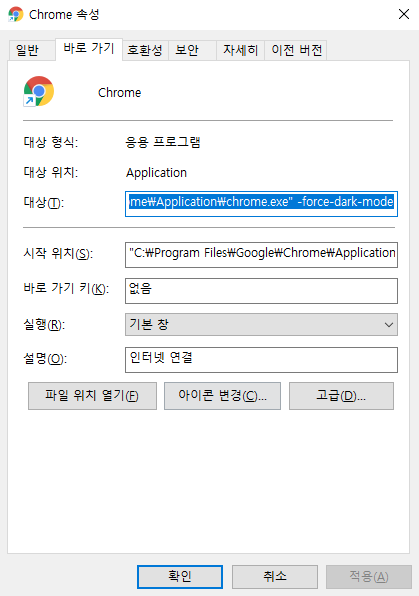 Chrome 속성
일반 바로 가기 호환성 보안 자세히 이전 버전
Chrome
대상 형식: 응용 프로그램
대상 위치: Application
대상(T): ome₩Application₩chrome.exe" -force-dark-mode
시작 위치(S): "C:₩Program Files₩Google₩Chrome₩Application
바로 가기 키(K): 없음
실행(R): 기본 창
설명(O): 인터넷 연결
파일 위치 열기(F) 아이콘 변경(C)... 고급(D)...
확인 취소 적용(A)